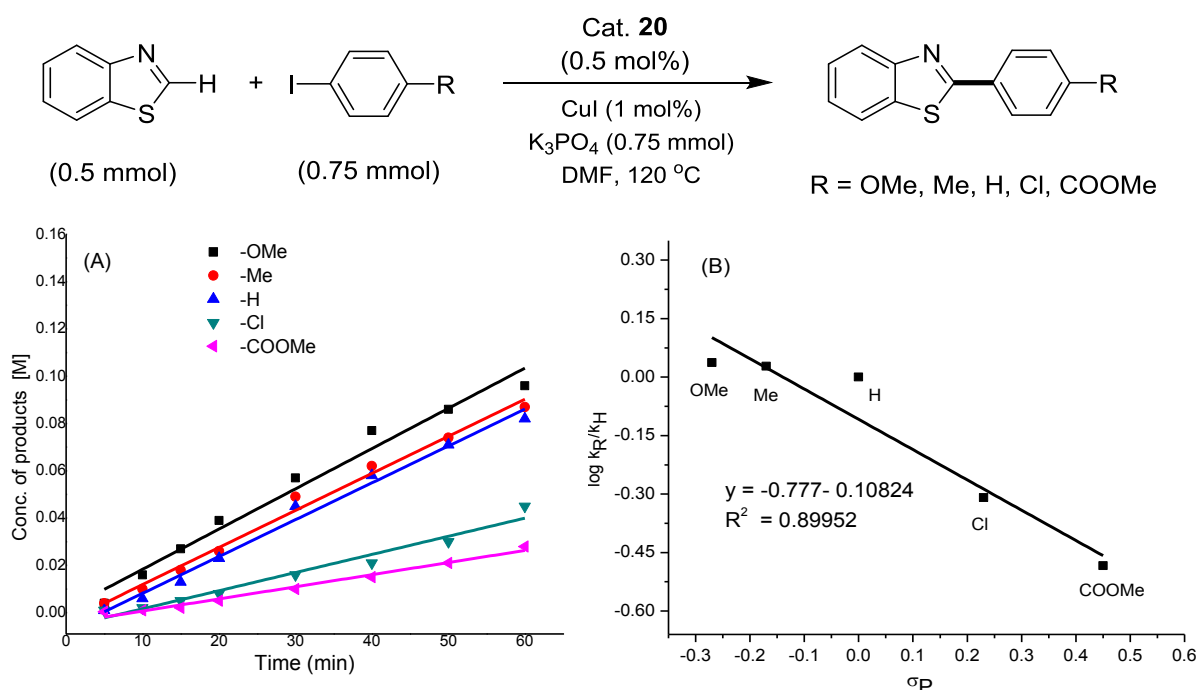 Cat. 20
(0.5 mol%)
CuI (1 mol%)
K3PO4 (0.75 mmol)
DMF, 120 oC
N
S
H
(0.5 mmol)
+
I
R
(0.75 mmol)
N
S
R
R = OMe, Me, H, Cl, COOMe
(A)
-OMe
-Me
-H
-Cl
-COOMe
0.16
0.14
0.12
0.10
0.08
0.06
0.04
0.02
0.00
Conc. of products [M]
0 10 20 30 40 50 60
Time (min)
(B)
0.30
0.15
0.00
-0.15
-0.30
-0.45
-0.60
log kR/kH
OMe
Me
H
Cl
COOMe
y = -0.777- 0.10824
R2 = 0.89952
-0.3 -0.2 -0.1 0.0 0.1 0.2 0.3 0.4 0.5 0.6